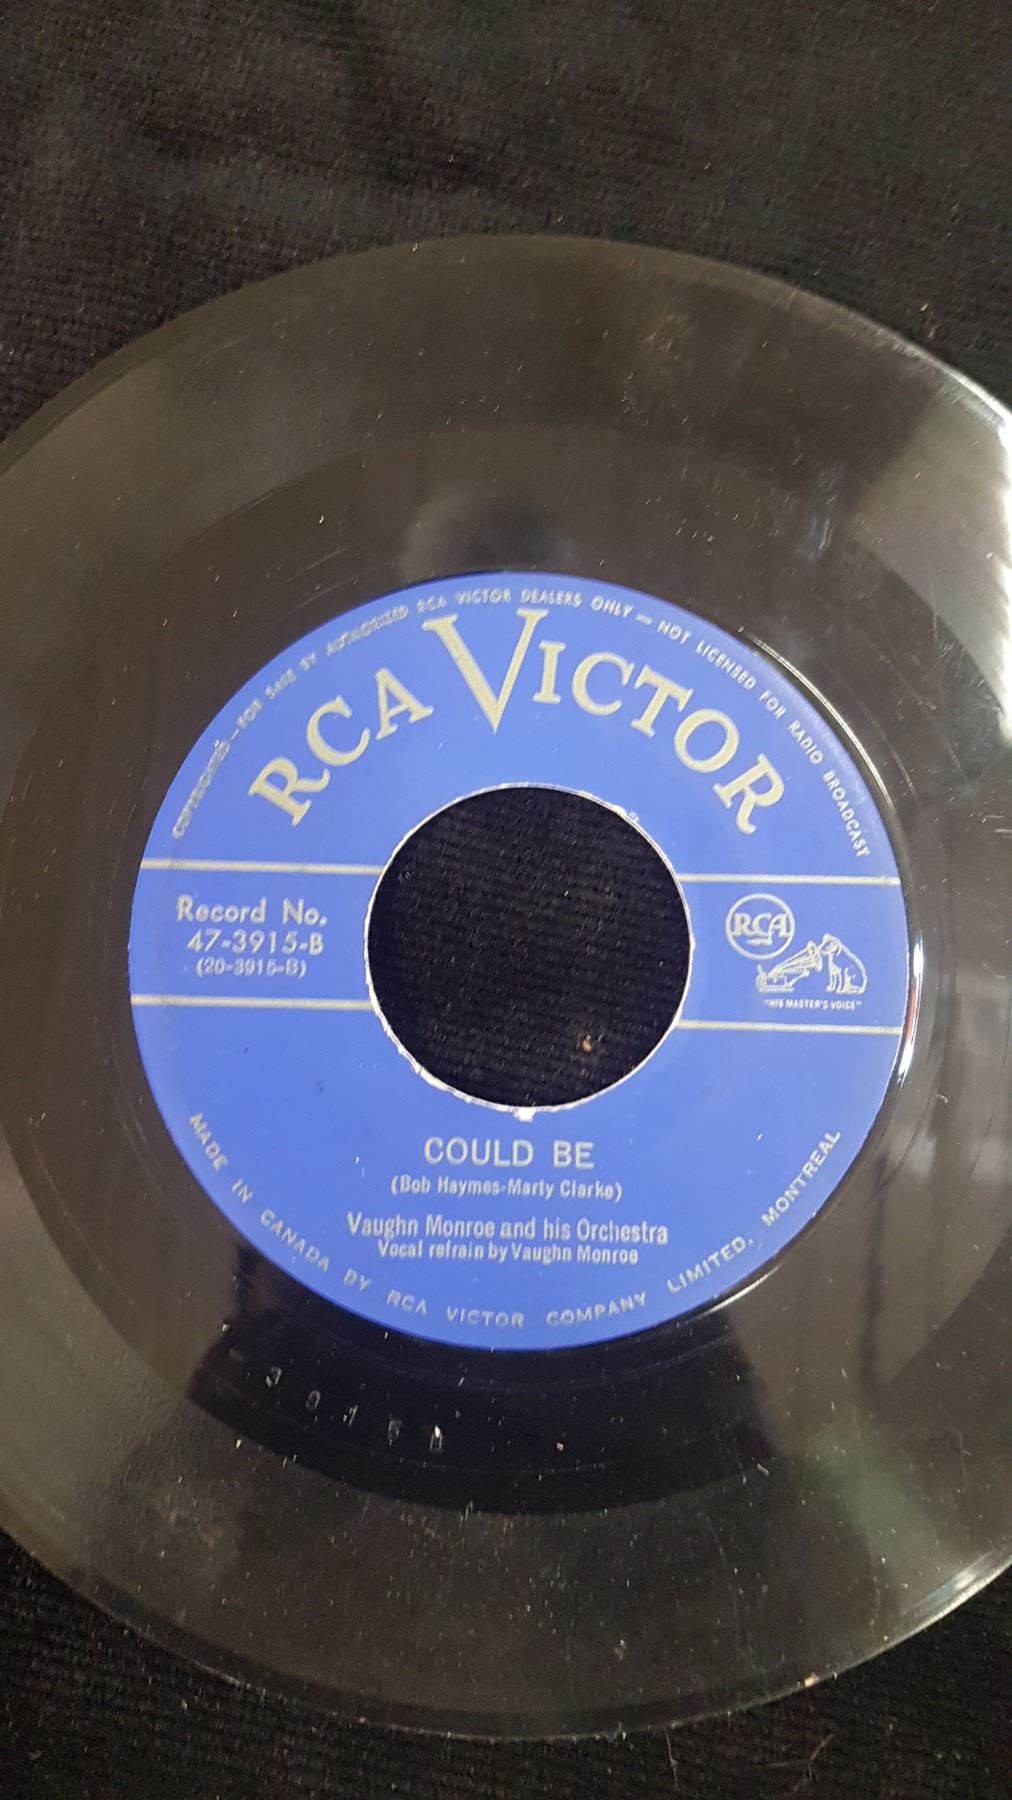 COPYRIGHTED - FOR SALE BY AUTHORIZED RCA VICTOR DEALERS ONLY — NOT LICENSED FOR RADIO BROADCAST
RCA VICTOR
Record No.
47-3915-B
(20-3915-B)
RCA
"HIS MASTER'S VOICE"
COULD BE
(Bob Haymes-Marty Clarke)
Vaughn Monroe and his Orchestra
Vocal refrain by Vaughn Monroe
MADE IN CANADA BY RCA VICTOR COMPANY LIMITED, MONTREAL
3915B